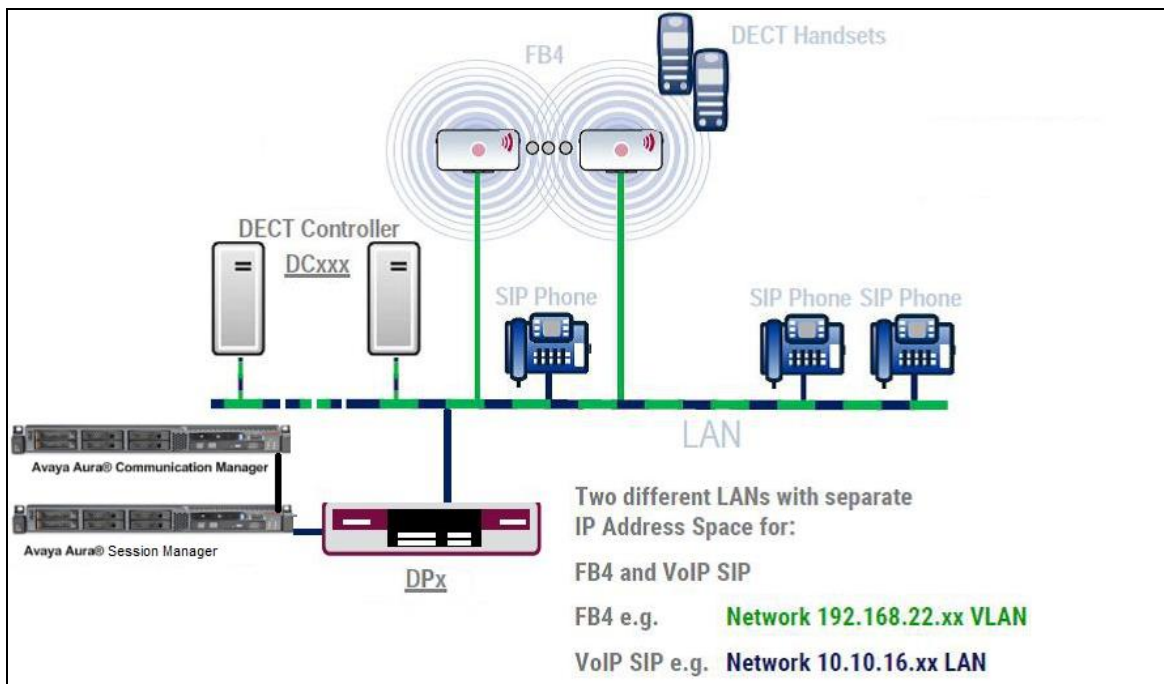 DECT Handsets
FB4
DECT Controller
DCxxx
SIP Phone
SIP Phone
SIP Phone
LAN
Avaya Aura® Communication Manager
Avaya Aura® Session Manager
DPx
Two different LANs with separate
IP Address Space for:
FB4 and VoIP SIP
FB4 e.g. Network 192.168.22.xx VLAN
VoIP SIP e.g. Network 10.10.16.xx LAN